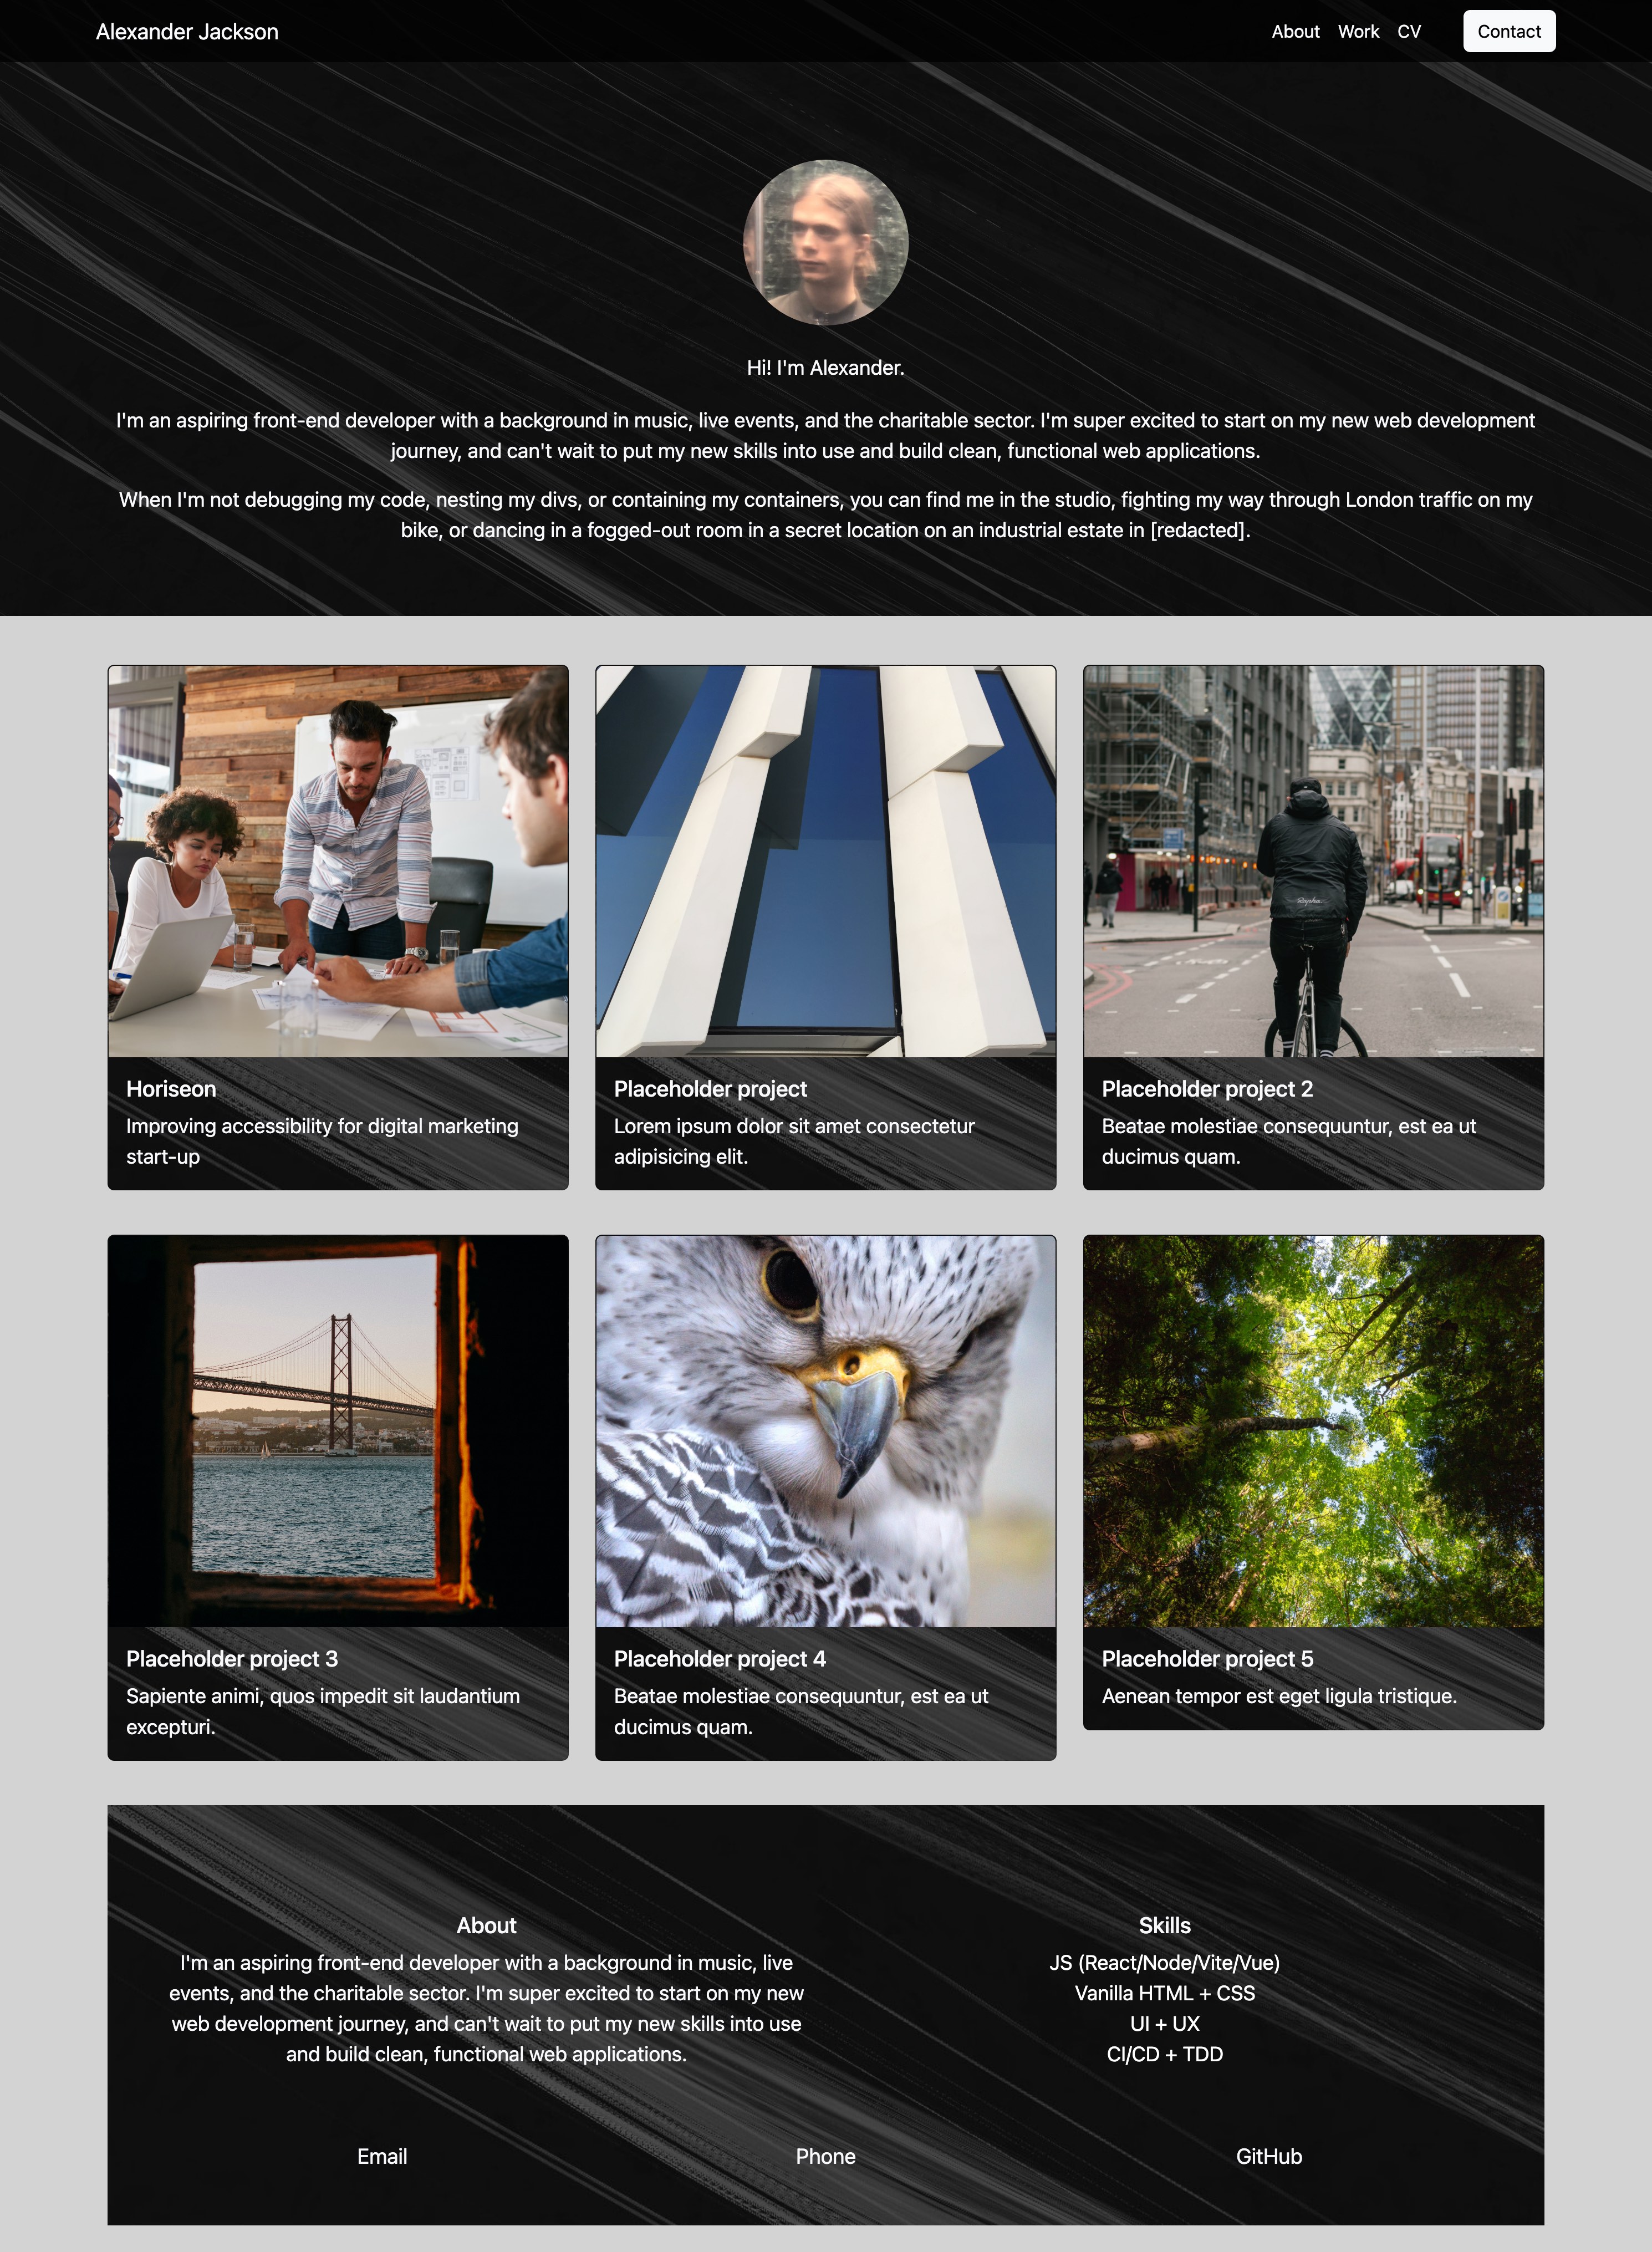 Alexander Jackson
About Work CV Contact
Hi! I'm Alexander.
I'm an aspiring front-end developer with a background in music, live events, and the charitable sector. I'm super excited to start on my new web development
journey, and can't wait to put my new skills into use and build clean, functional web applications.
When I'm not debugging my code, nesting my divs, or containing my containers, you can find me in the studio, fighting my way through London traffic on my
bike, or dancing in a fogged-out room in a secret location on an industrial estate in [redacted].
Rapha
Horiseon
Improving accessibility for digital marketing
start-up
Placeholder project
Lorem ipsum dolor sit amet consectetur
adipisicing elit.
Placeholder project 2
Beatae molestiae consequuntur, est ea ut
ducimus quam.
Placeholder project 3
Sapiente animi, quos impedit sit laudantium
excepturi.
Placeholder project 4
Beatae molestiae consequuntur, est ea ut
ducimus quam.
Placeholder project 5
Aenean tempor est eget ligula tristique.
About
I'm an aspiring front-end developer with a background in music, live
events, and the charitable sector. I'm super excited to start on my new
web development journey, and can't wait to put my new skills into use
and build clean, functional web applications.
Skills
JS (React/Node/Vite/Vue)
Vanilla HTML + CSS
UI + UX
CI/CD + TDD
Email
Phone
GitHub